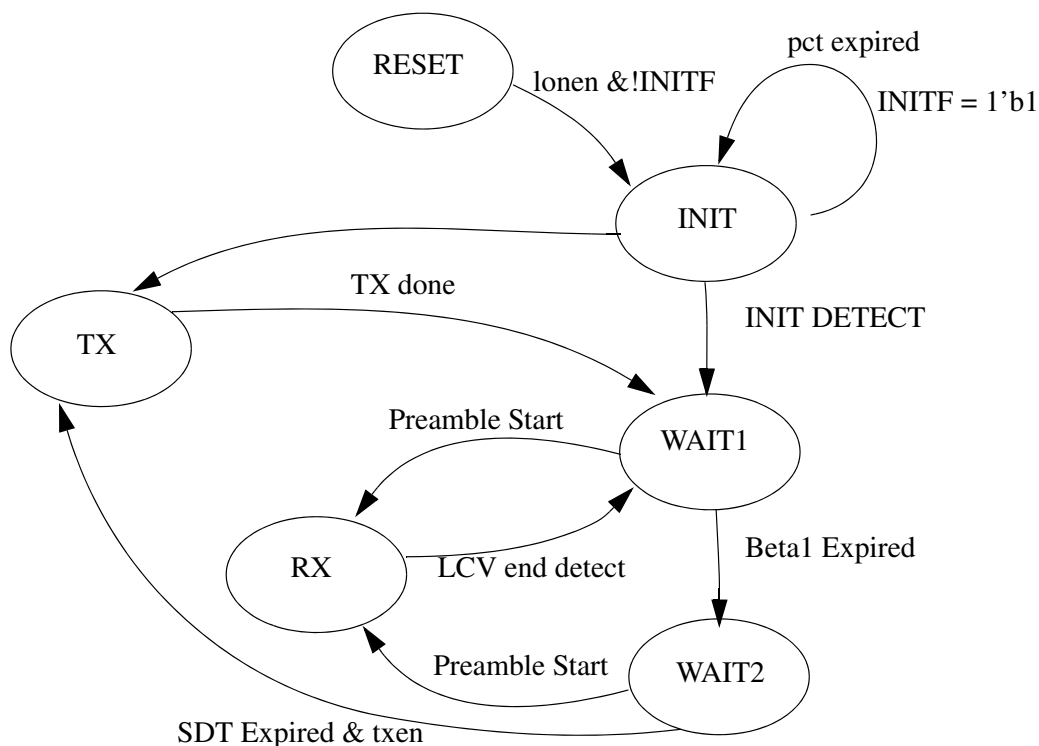 pct expired
RESET
lonen &!INITF
INITF = 1’b1
INIT
TX done
INIT DETECT
TX
Preamble Start
WAIT1
Beta1 Expired
RX
LCV end detect
Preamble Start
WAIT2
SDT Expired & txen